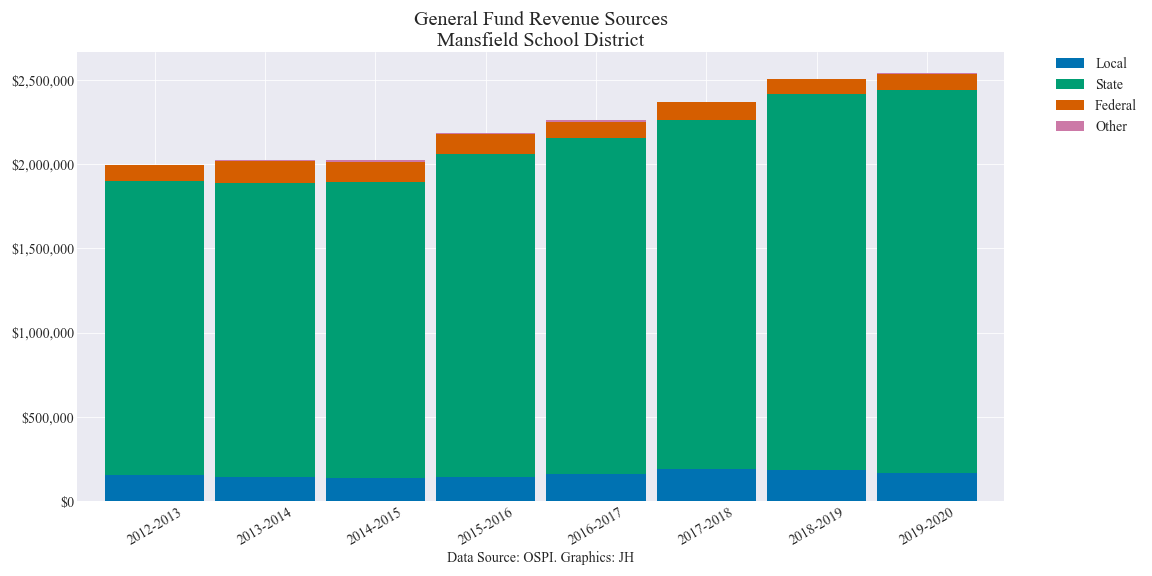 General Fund Revenue Sources
Mansfield School District
Local
State
Federal
Other
$2,500,000
$2,000,000
$1,500,000
$1,000,000
$500,000
$0
2012-2013
2013-2014
2014-2015
2015-2016
2016-2017
2017-2018
2018-2019
2019-2020
Data Source: OSPI. Graphics: JH